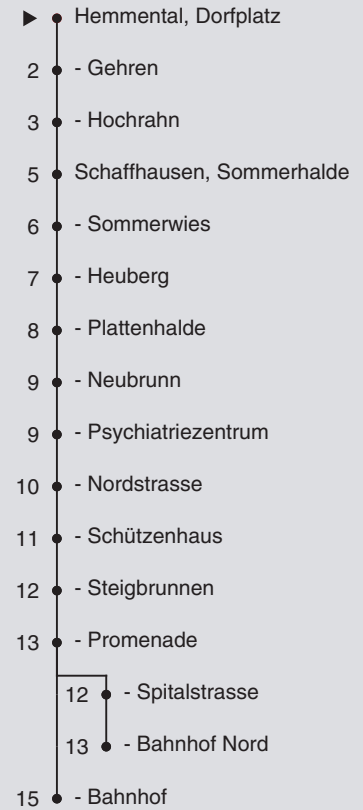 ▶ Hemmental, Dorfplatz
2 - Gehren
3 - Hochrahn
5 Schaffhausen, Sommerhalde
6 - Sommerwies
7 - Heuberg
8 - Plattenhalde
9 - Neubrunn
9 - Psychiatriezentrum
10 - Nordstrasse
11 - Schützenhaus
12 - Steigbrunnen
13 - Promenade
12 - Spitalstrasse
13 - Bahnhof Nord
15 - Bahnhof